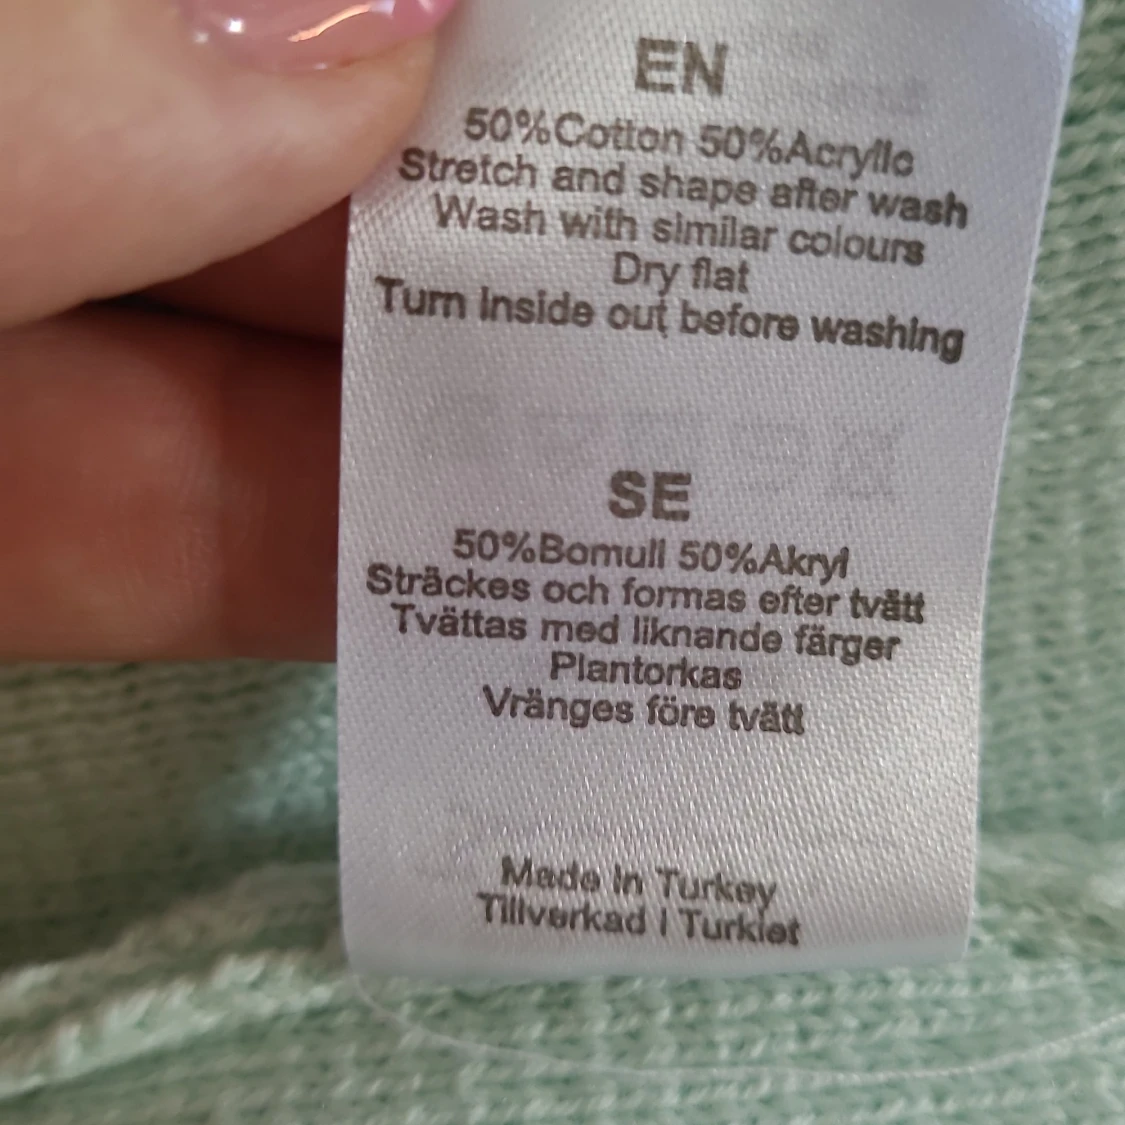 EN
50%Cotton 50%Acrylic
Stretch and shape after wash
Wash with similar colours
Dry flat
Turn inside out before washing
SE
50%Bomull 50%Akryl
Sträckes och formas efter tvätt
Tvättas med liknande färger
Plantorkas
Vränges före tvätt
Made in Turkey
Tillverkad i Turkiet